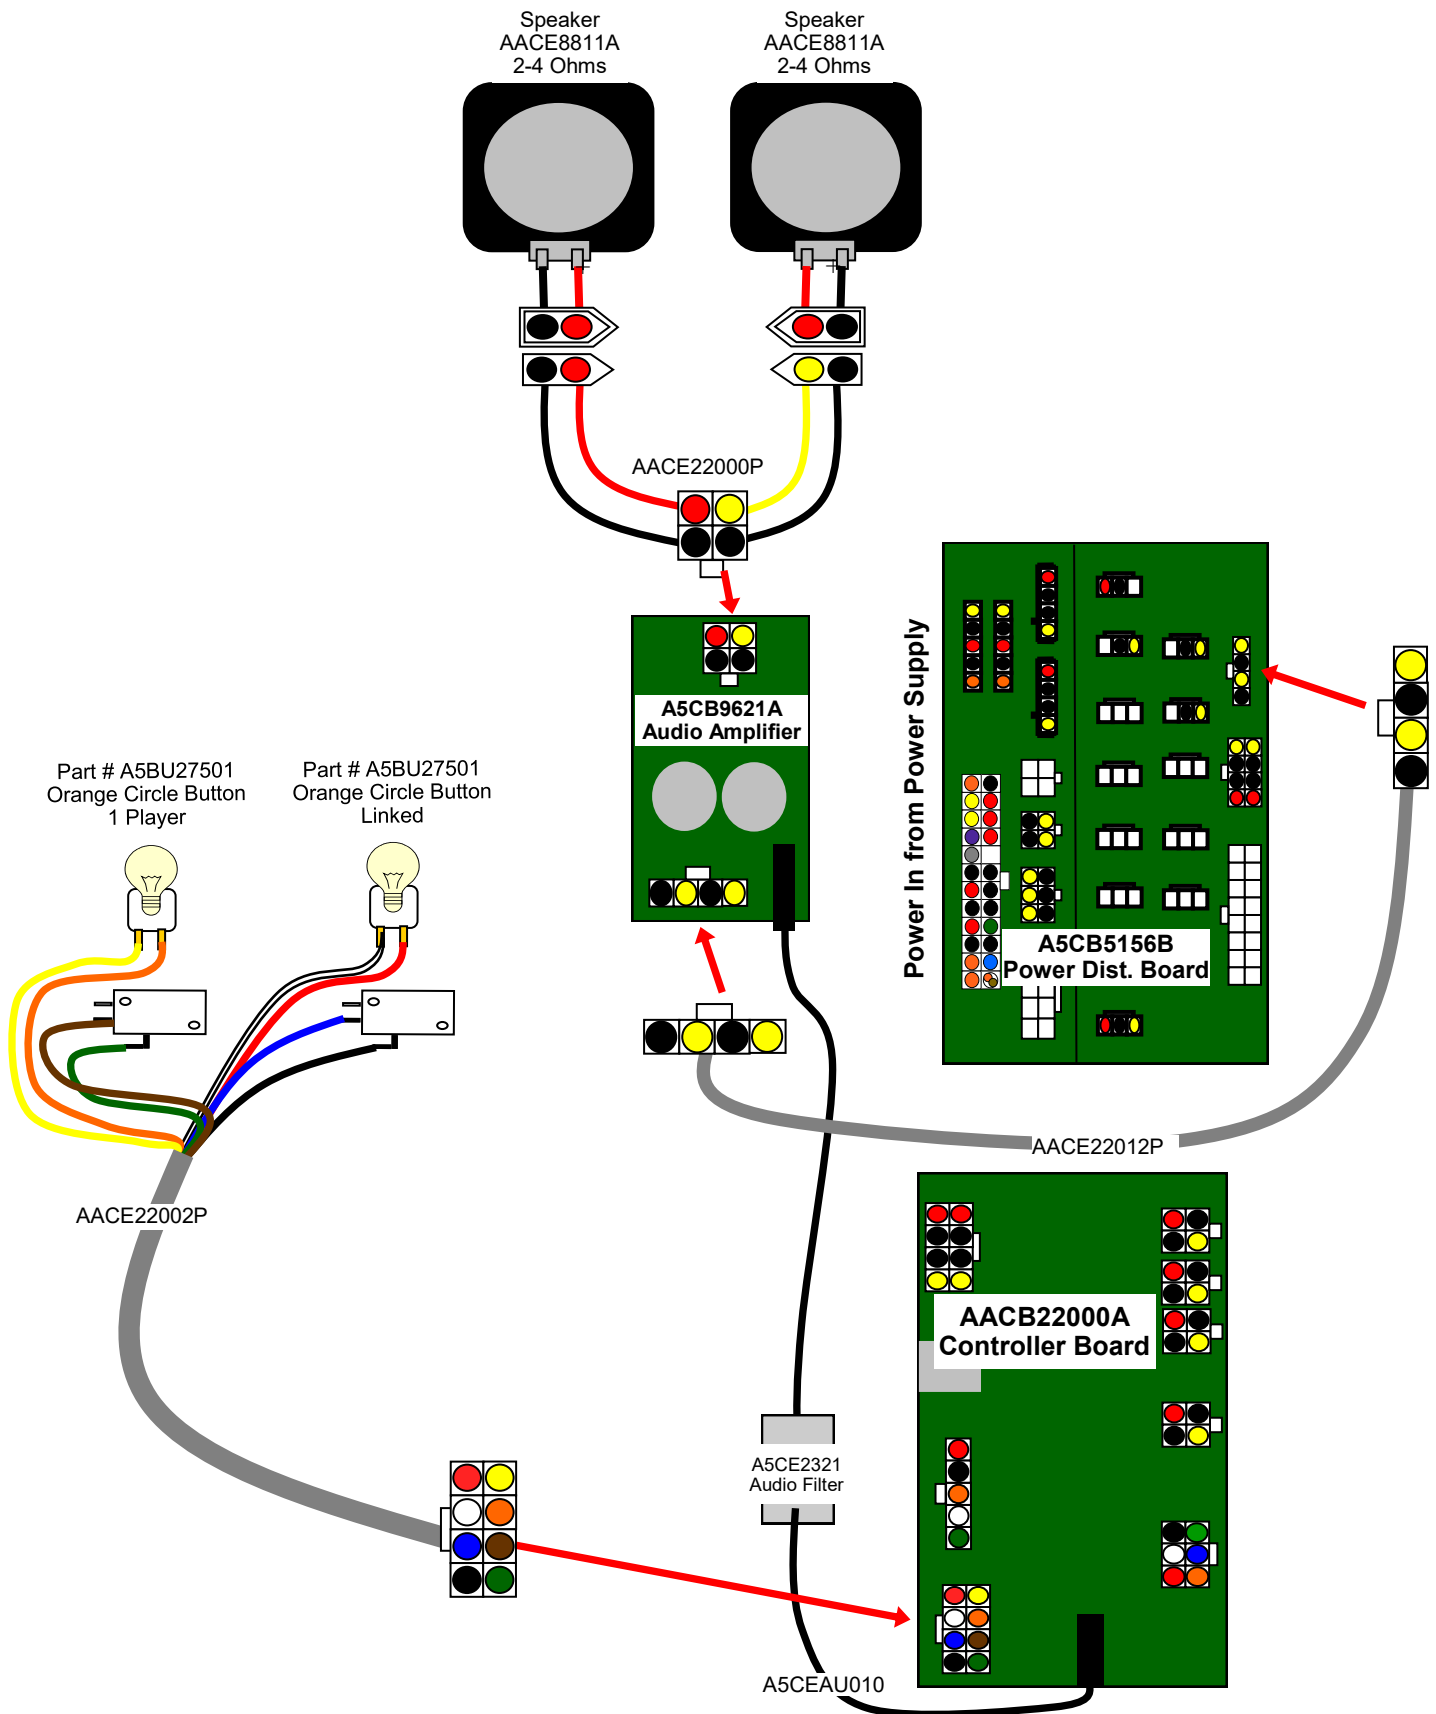 Speaker
AACE8811A
2-4 Ohms
Speaker
AACE8811A
2-4 Ohms
AACE22000P
A5CB9621A
Audio Amplifier
Power In from Power Supply
A5CB5156B
Power Dist. Board
Part # A5BU27501
Orange Circle Button
1 Player
Part # A5BU27501
Orange Circle Button
Linked
AACE22012P
AACE22002P
AACB22000A
Controller Board
A5CE2321
Audio Filter
A5CEAU010